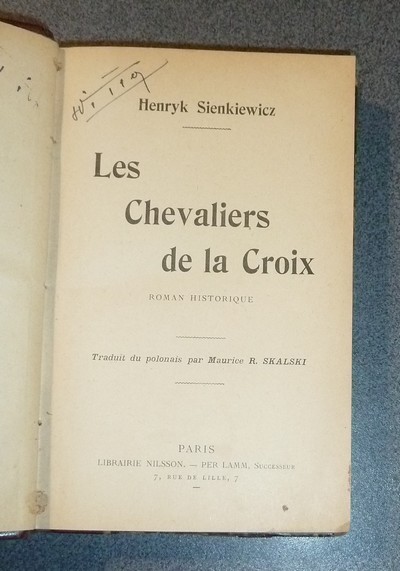 Henryk Sienkiewicz
Les
Chevaliers
de la Croix
ROMAN HISTORIQUE
Traduit du polonais par Maurice R. SKALSKI
PARIS
LIBRAIRIE NILSSON. — PER LAMM, Successeur
7, RUE DE LILLE, 7